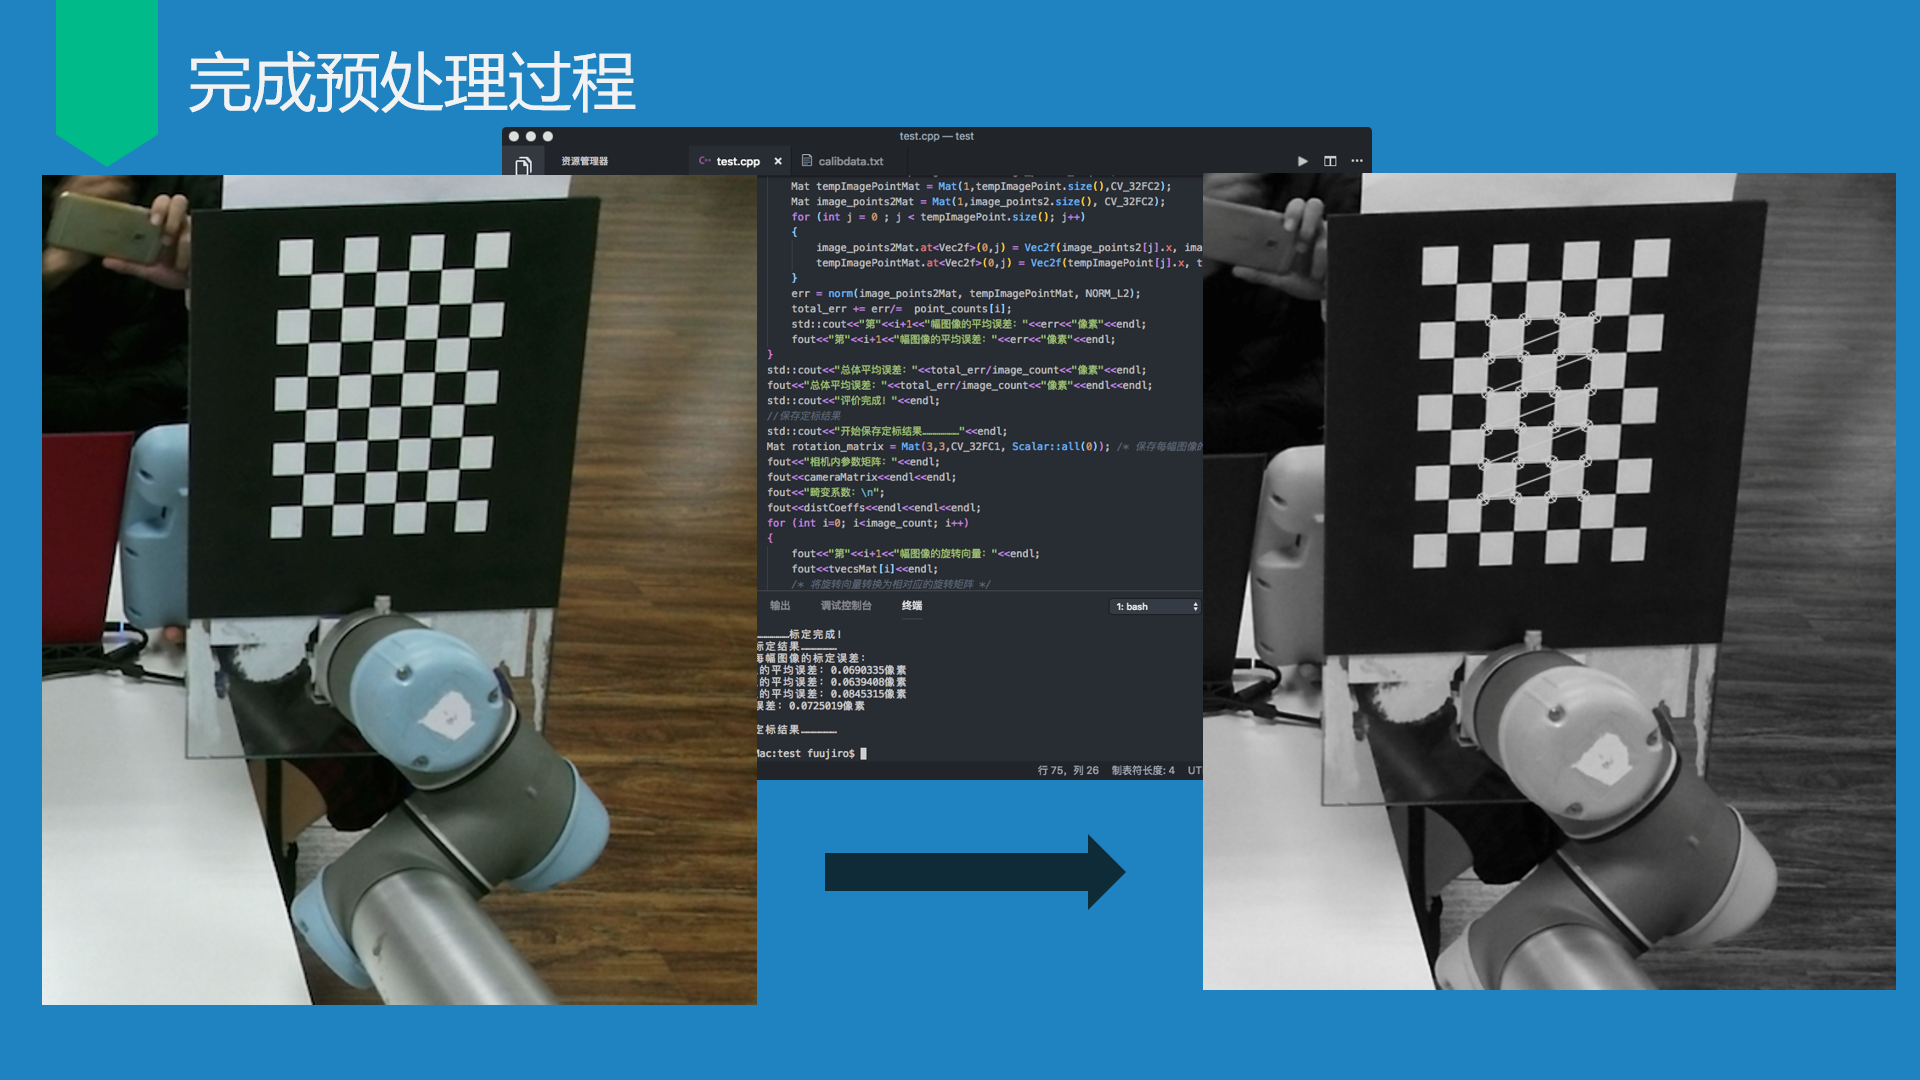 完成预处理过程
test.cpp — test
资源管理器
test.cpp
calibdata.txt
Mat tempImagePointMat = Mat(1,tempImagePoint.size(),CV_32FC2);
Mat image_points2Mat = Mat(1,image_points2.size(), CV_32FC2);
for (int j = 0 ; j < tempImagePoint.size(); j++)
{
image_points2Mat.at<Vec2f>(0,j) = Vec2f(image_points2[j].x, ima
tempImagePointMat.at<Vec2f>(0,j) = Vec2f(tempImagePoint[j].x, t
}
err = norm(image_points2Mat, tempImagePointMat, NORM_L2);
total_err += err/=  point_counts[i];
std::cout<<"第"<<i+1<<"幅图像的平均误差："<<err<<"像素"<<endl;
fout<<"第"<<i+1<<"幅图像的平均误差："<<err<<"像素"<<endl;
}
std::cout<<"总体平均误差："<<total_err/image_count<<"像素"<<endl;
fout<<"总体平均误差："<<total_err/image_count<<"像素"<<endl<<endl;
std::cout<<"评价完成！"<<endl;
//保存定标结果
std::cout<<"开始保存定标结果………………"<<endl;
Mat rotation_matrix = Mat(3,3,CV_32FC1, Scalar::all(0)); /* 保存每幅图像的
fout<<"相机内参数矩阵："<<endl;
fout<<cameraMatrix<<endl<<endl;
fout<<"畸变系数：\n";
fout<<distCoeffs<<endl<<endl<<endl;
for (int i=0; i<image_count; i++)
{
fout<<"第"<<i+1<<"幅图像的旋转向量："<<endl;
fout<<tvecsMat[i]<<endl;
/* 将旋转向量转换为相对应的旋转矩阵 */
输出 调试控制台 终端 1: bash
………………标定完成！
标定结果………………
每幅图像的标定误差：
的平均误差：0.0690335像素
的平均误差：0.0639408像素
的平均误差：0.0845315像素
误差：0.0725019像素
定标结果………………
Mac:test fuujiro$
行 75，列 26 制表符长度: 4 UT